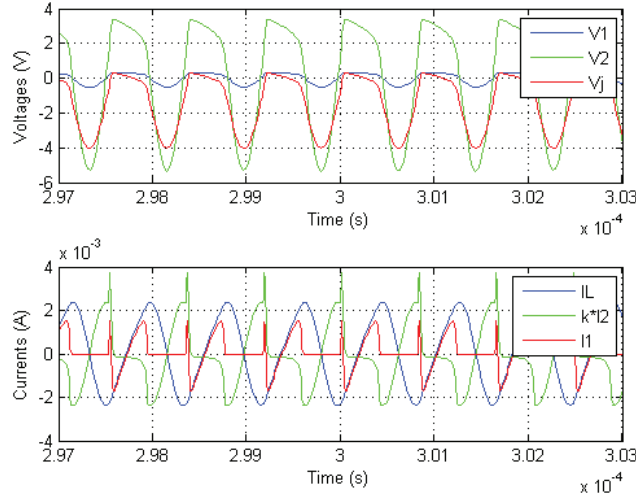 4
2
0
-2
-4
-6
Voltages (V)
V1
V2
Vj
2.97 2.98 2.99 3 3.01 3.02 3.03
Time (s)
x 10⁻⁴
x 10⁻³
4
2
0
-2
-4
Currents (A)
IL
k*I2
I1
2.97 2.98 2.99 3 3.01 3.02 3.03
Time (s)
x 10⁻⁴